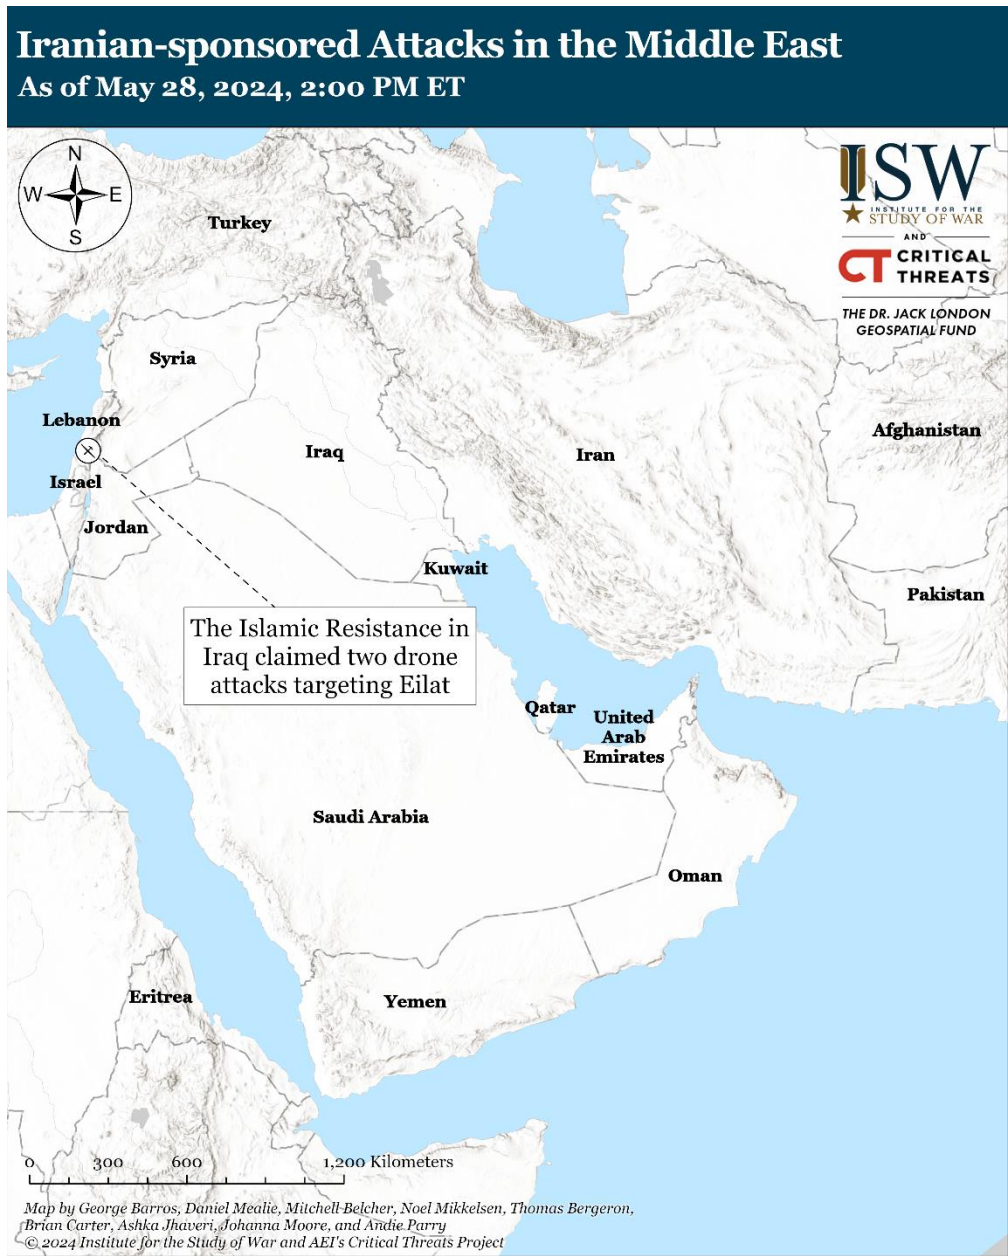 Iranian-sponsored Attacks in the Middle East
As of May 28, 2024, 2:00 PM ET
N
W
E
S
ISW
INSTITUTE FOR THE
STUDY OF WAR
AND
CT CRITICAL
THREATS
THE DR. JACK LONDON
GEOSPATIAL FUND
Turkey
Syria
Lebanon
Afghanistan
Iraq
Iran
Israel
Jordan
Kuwait
Pakistan
The Islamic Resistance in
Iraq claimed two drone
attacks targeting Eilat
Qatar
United
Arab
Emirates
Saudi Arabia
Oman
Eritrea
Yemen
0 300 600 1,200 Kilometers
Map by George Barros, Daniel Mealie, Mitchell Belcher, Noel Mikkelsen, Thomas Bergeron,
Brian Carter, Ashka Jhaveri, Johanna Moore, and Andie Parry
© 2024 Institute for the Study of War and AEI's Critical Threats Project